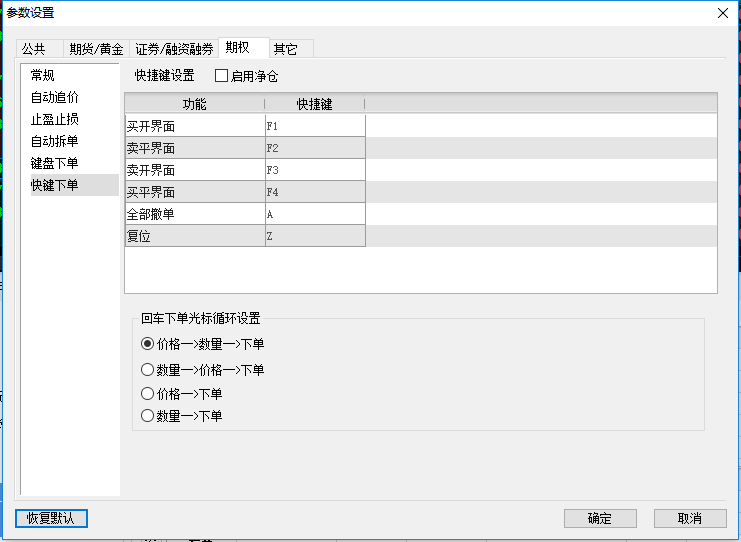 参数设置
公共 期货/黄金 证券/融资融券 期权 其它
常规
自动追价
止盈止损
自动拆单
键盘下单
快键下单
快捷键设置 启用净仓
功能 快捷键
买开界面 F1
卖平界面 F2
卖开界面 F3
买平界面 F4
全部撤单 A
复位 Z
回车下单光标循环设置
价格—>数量—>下单
数量—>价格—>下单
价格—>下单
数量—>下单
恢复默认 确定 取消